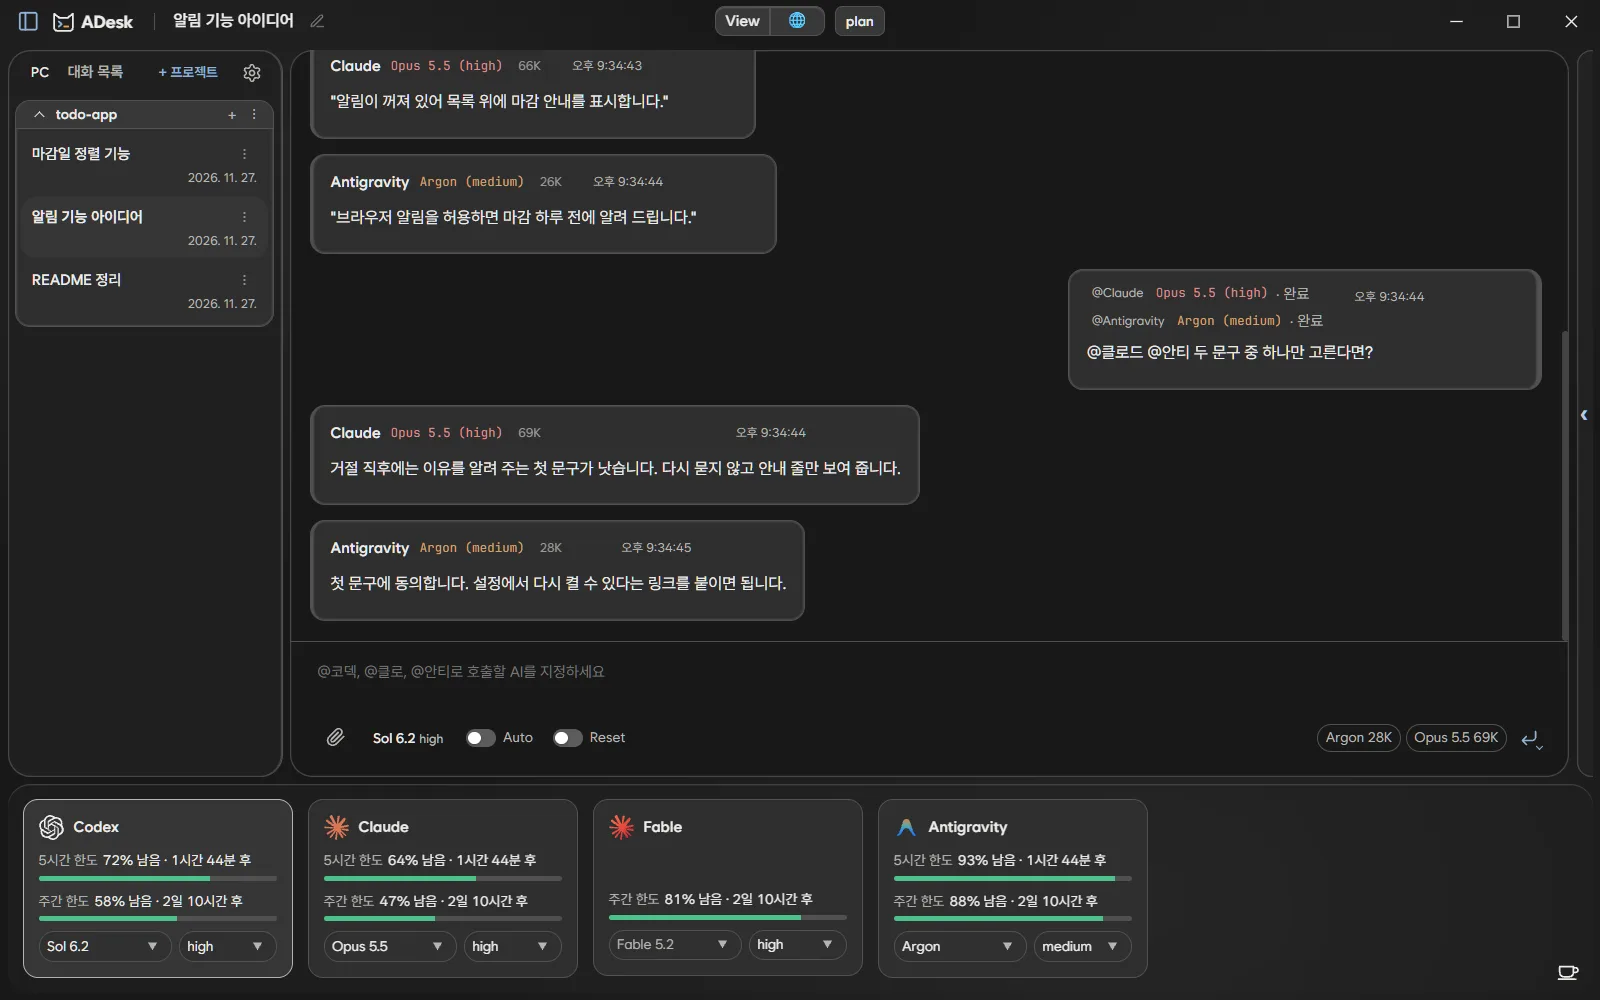 ADesk
알림 기능 아이디어
View
plan
PC
대화 목록
+ 프로젝트
todo-app
마감일 정렬 기능
2026. 11. 27.
알림 기능 아이디어
2026. 11. 27.
README 정리
2026. 11. 27.
Claude Opus 5.5 (high) 66K 오후 9:34:43
"알림이 꺼져 있어 목록 위에 마감 안내를 표시합니다."
Antigravity Argon (medium) 26K 오후 9:34:44
"브라우저 알림을 허용하면 마감 하루 전에 알려 드립니다."
@Claude Opus 5.5 (high) · 완료 오후 9:34:44
@Antigravity Argon (medium) · 완료
@클로드 @안티 두 문구 중 하나만 고른다면?
Claude Opus 5.5 (high) 69K 오후 9:34:44
거절 직후에는 이유를 알려 주는 첫 문구가 낫습니다. 다시 묻지 않고 안내 줄만 보여 줍니다.
Antigravity Argon (medium) 28K 오후 9:34:45
첫 문구에 동의합니다. 설정에서 다시 켤 수 있다는 링크를 붙이면 됩니다.
@코덱, @클로, @안티로 호출할 AI를 지정하세요
Sol 6.2 high
Auto
Reset
Argon 28K
Opus 5.5 69K
Codex
5시간 한도 72% 남음 · 1시간 44분 후
주간 한도 58% 남음 · 2일 10시간 후
Sol 6.2
high
Claude
5시간 한도 64% 남음 · 1시간 44분 후
주간 한도 47% 남음 · 2일 10시간 후
Opus 5.5
high
Fable
주간 한도 81% 남음 · 2일 10시간 후
Fable 5.2
high
Antigravity
5시간 한도 93% 남음 · 1시간 44분 후
주간 한도 88% 남음 · 2일 10시간 후
Argon
medium